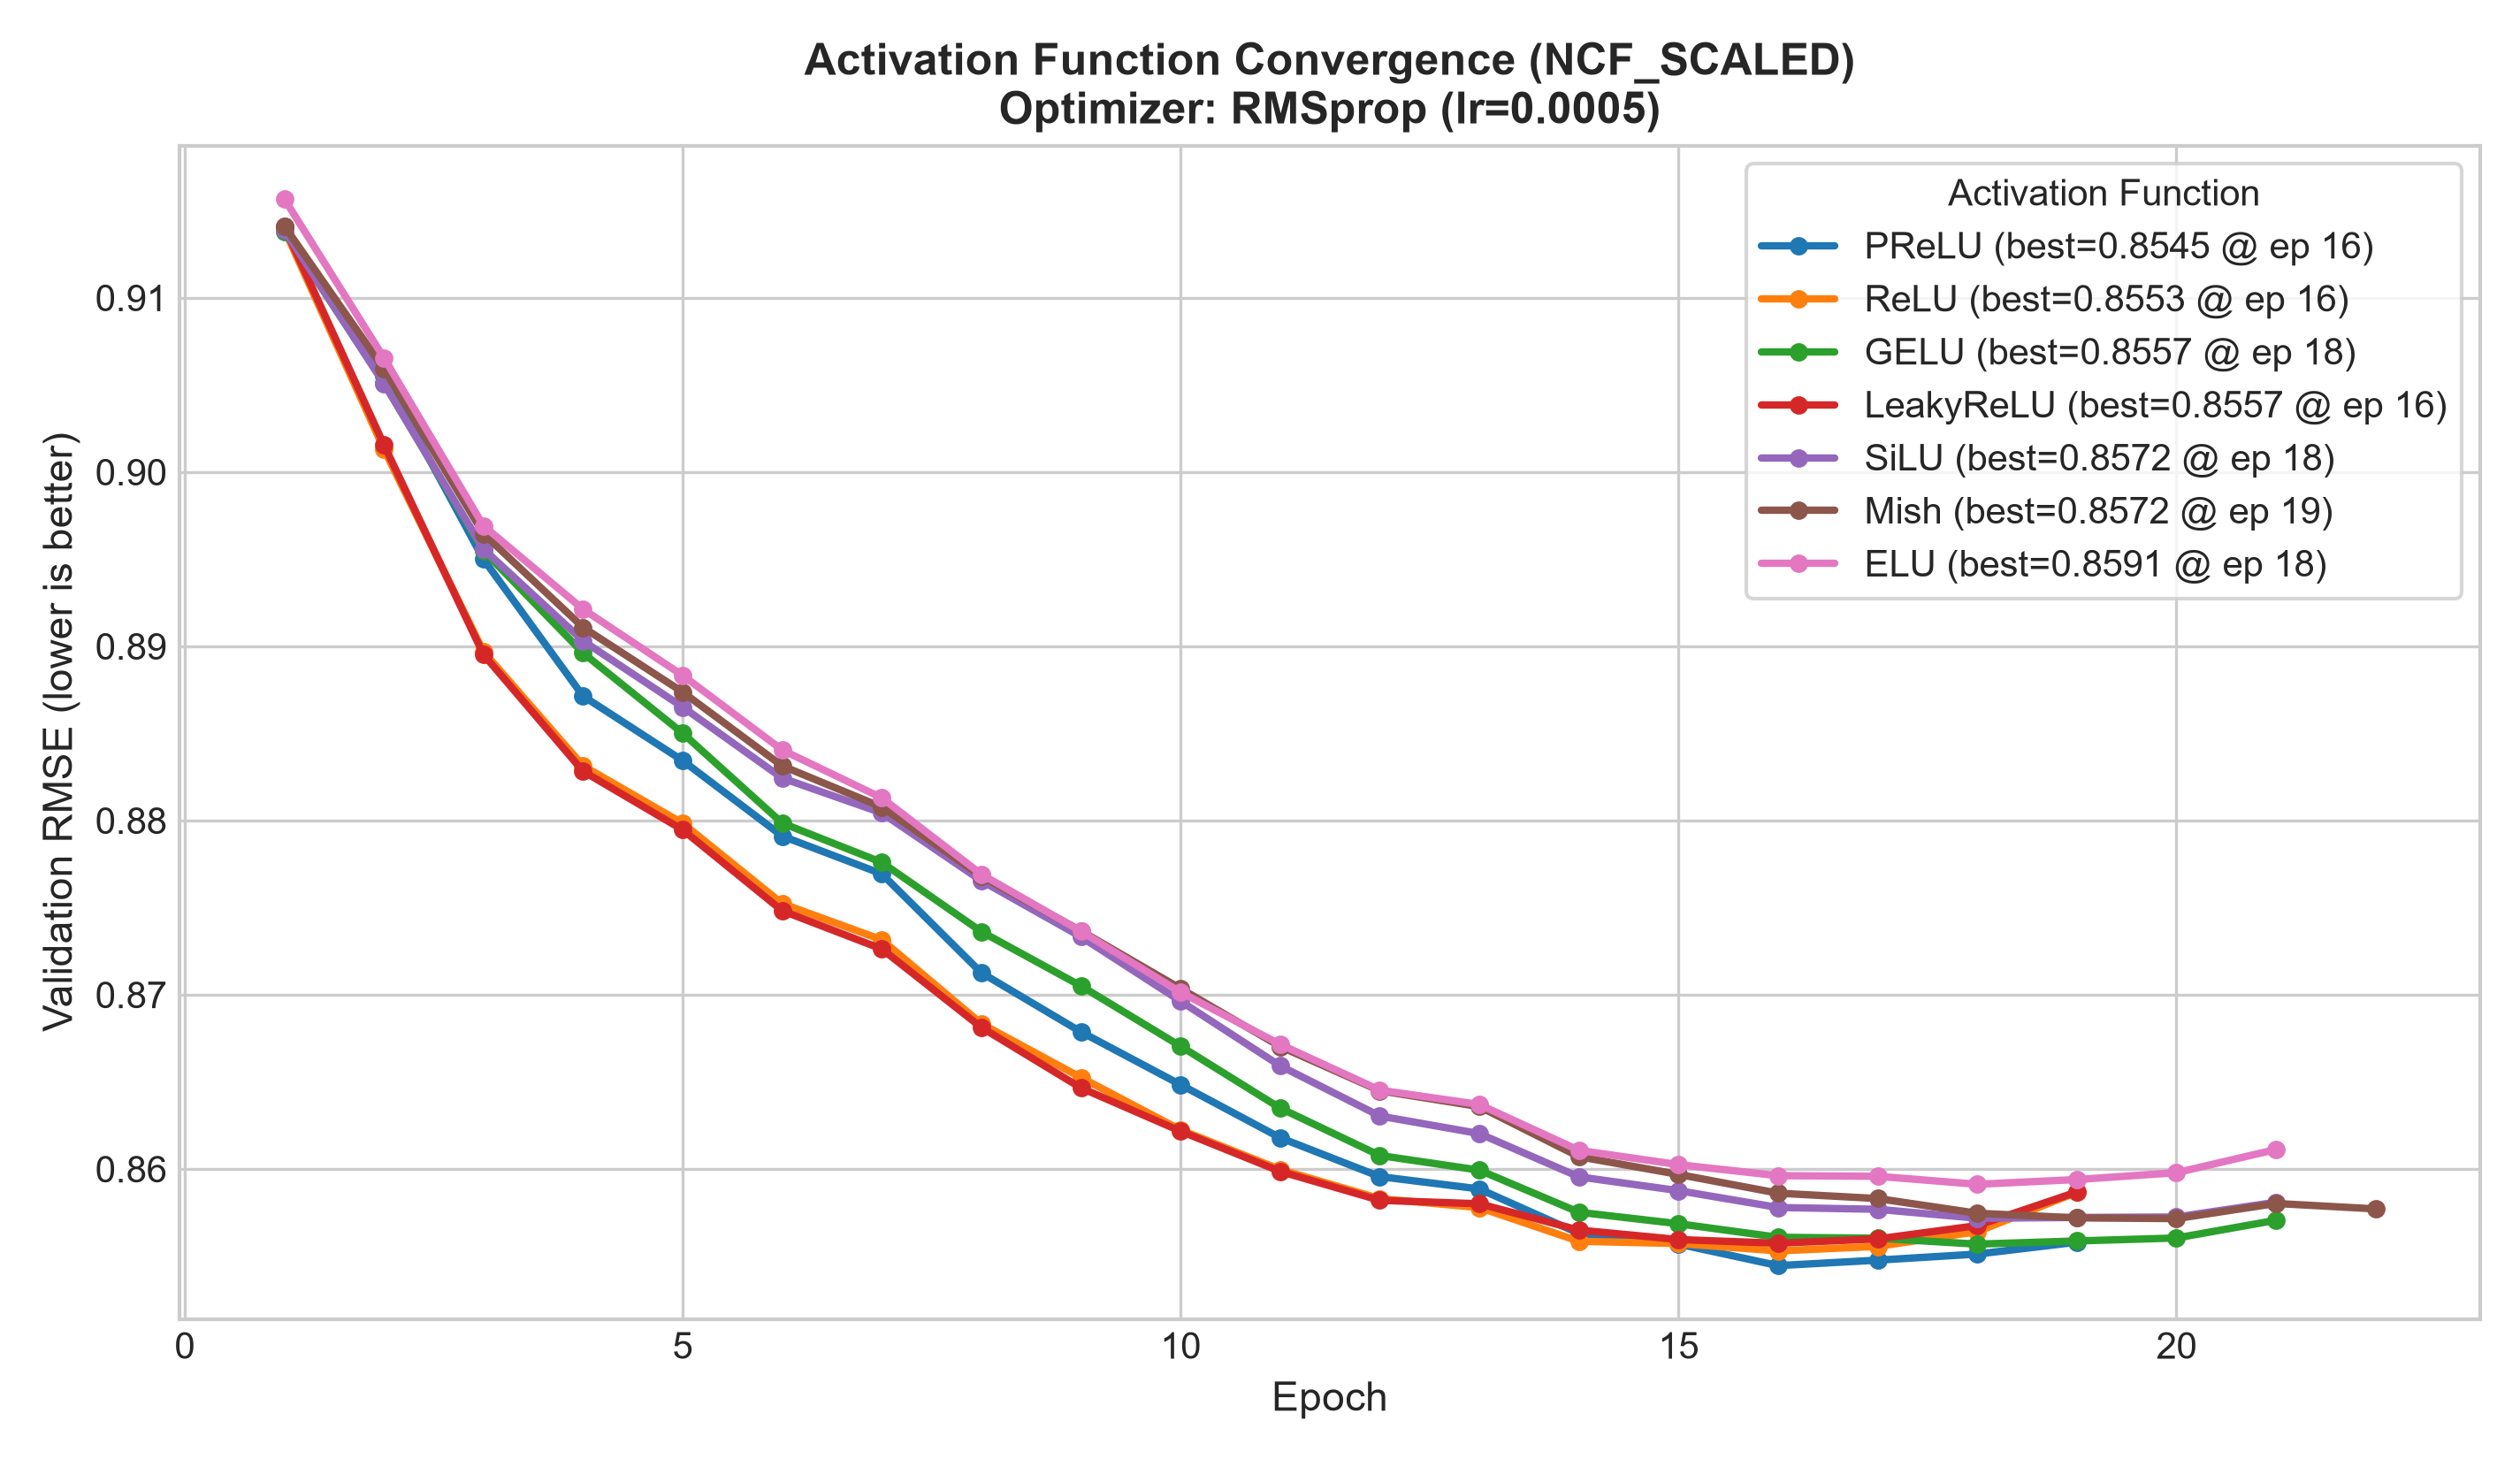 Activation Function Convergence (NCF_SCALED)
Optimizer: RMSprop (lr=0.0005)
Activation Function
PReLU (best=0.8545 @ ep 16)
ReLU (best=0.8553 @ ep 16)
GELU (best=0.8557 @ ep 18)
LeakyReLU (best=0.8557 @ ep 16)
SiLU (best=0.8572 @ ep 18)
Mish (best=0.8572 @ ep 19)
ELU (best=0.8591 @ ep 18)
Validation RMSE (lower is better)
0.91
0.90
0.89
0.88
0.87
0.86
0 5 10 15 20
Epoch